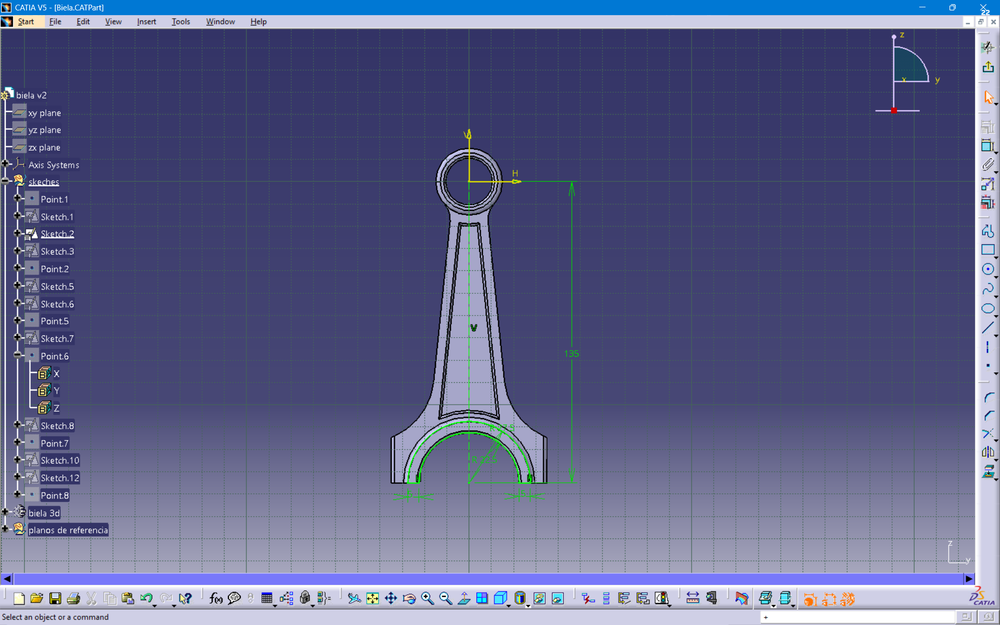 CATIA V5 - [Biela.CATPart]
22
Start File Edit View Insert Tools Window Help
z
x
y
biela v2
xy plane
yz plane
zx plane
Axis Systems
skeches
Point.1
Sketch.1
Sketch.2
Sketch.3
Point.2
Sketch.5
Sketch.6
Point.5
Sketch.7
Point.6
X
Y
Z
Sketch.8
Point.7
Sketch.10
Sketch.12
Point.8
biela 3d
planos de referencia
V
H
V
135
R 22.5
z
y
f(x)
CATIA
Select an object or a command
+